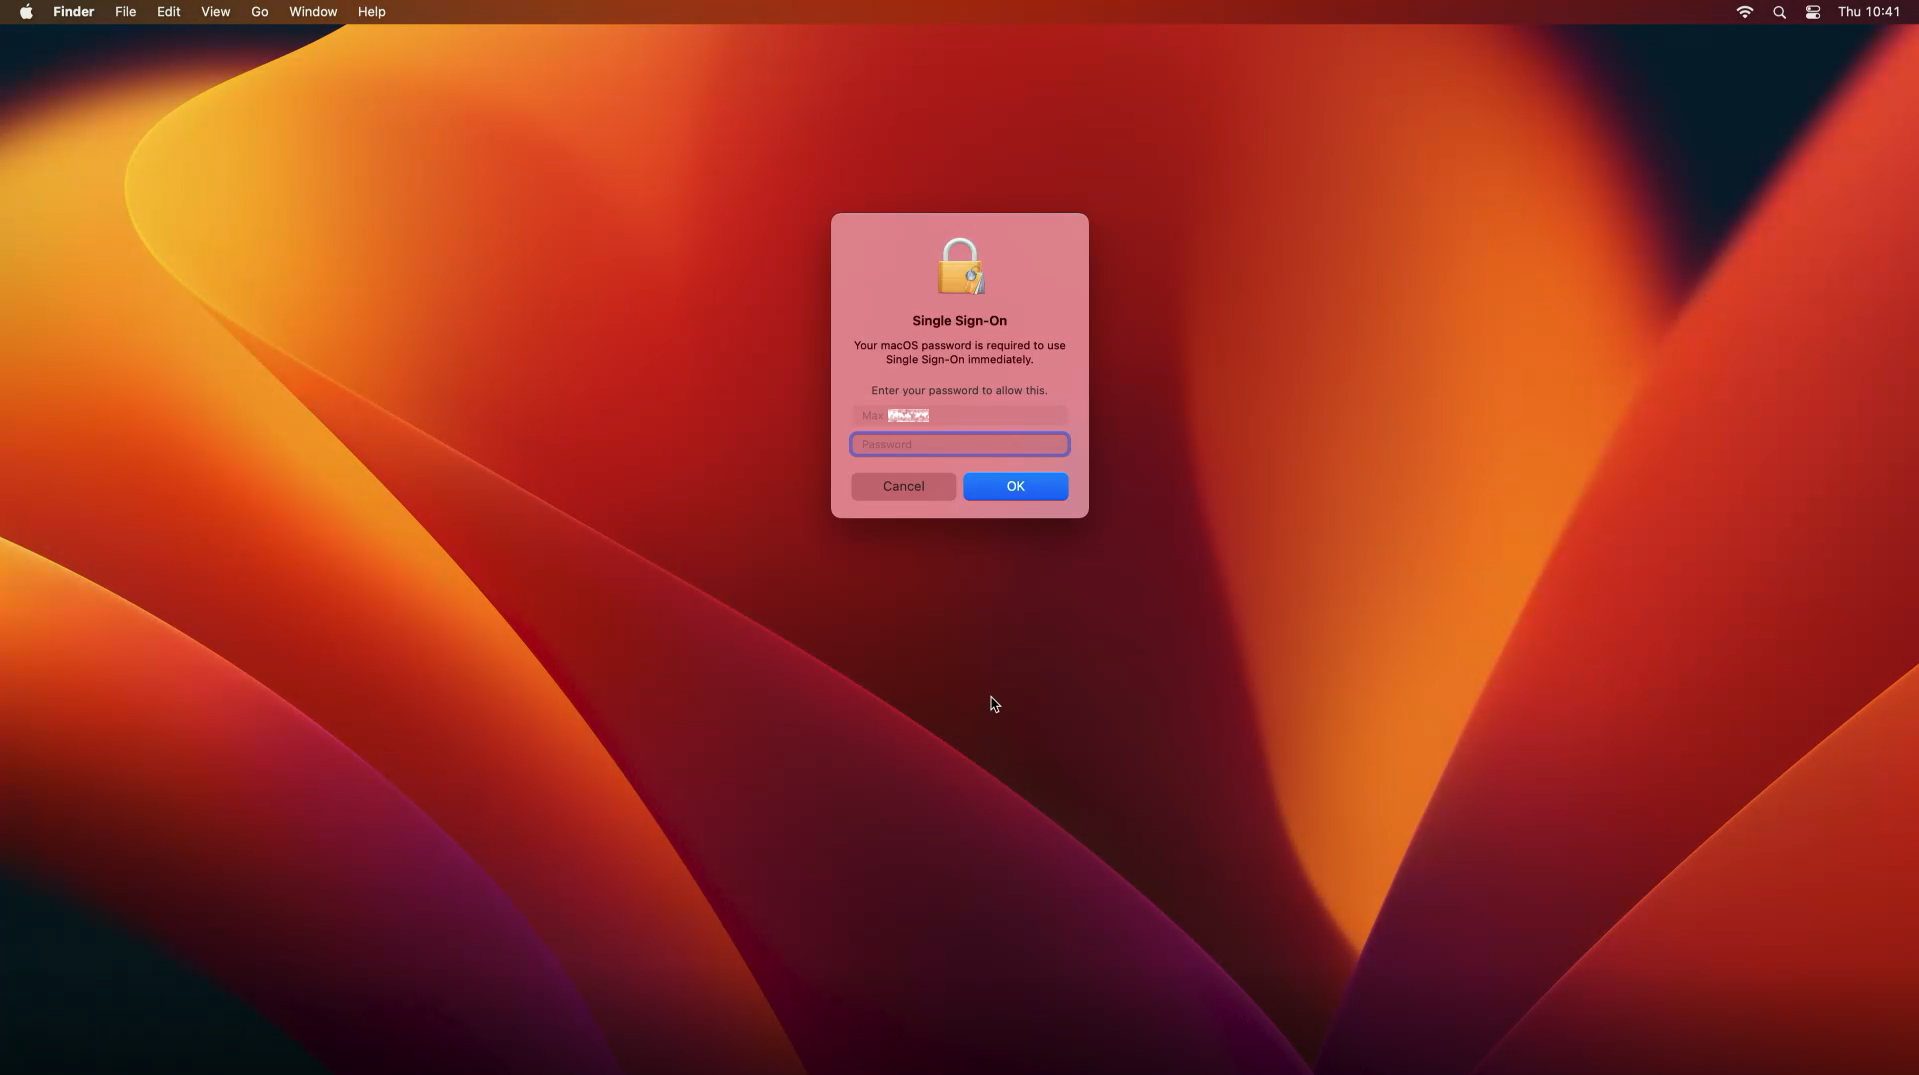 Finder File Edit View Go Window Help Thu 10:41
Single Sign-On
Your macOS password is required to use
Single Sign-On immediately.
Enter your password to allow this.
Max
Password
Cancel OK